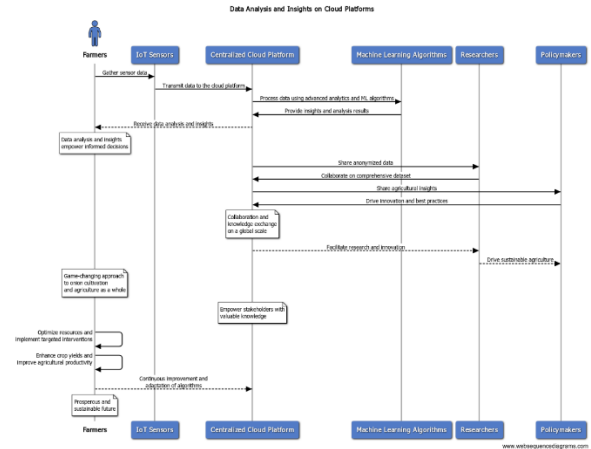 Data Analysis and Insights on Cloud Platforms
Farmers
IoT Sensors
Centralized Cloud Platform
Machine Learning Algorithms
Researchers
Policymakers
Gather sensor data
Transmit data to the cloud platform
Process data using advanced analytics and ML algorithms
Provide insights and analysis results
Receive data analysis and insights
Data analysis and insights
empower informed decisions
Share anonymized data
Collaborate on comprehensive dataset
Share agricultural insights
Drive innovation and best practices
Collaboration and
knowledge exchange
on a global scale
Facilitate research and innovation
Drive sustainable agriculture
Game-changing approach
to onion cultivation
and agriculture as a whole
Empower stakeholders with
valuable knowledge
Optimize resources and
implement targeted interventions
Enhance crop yields and
improve agricultural productivity
Continuous improvement and
adaptation of algorithms
Prosperous and
sustainable future
Farmers
IoT Sensors
Centralized Cloud Platform
Machine Learning Algorithms
Researchers
Policymakers
www.websequencediagrams.com